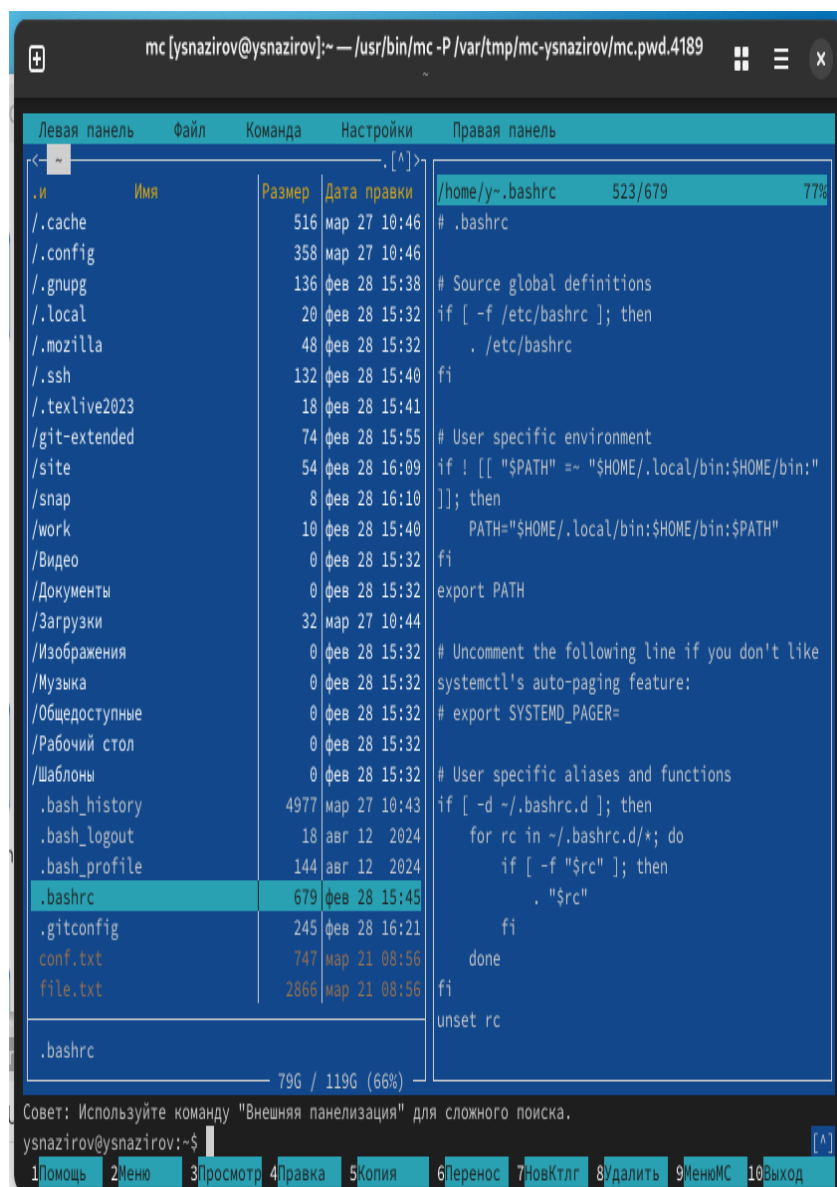 mc [ysnazirov@ysnazirov]:~ — /usr/bin/mc -P /var/tmp/mc-ysnazirov/mc.pwd.4189
~
Левая панель Файл Команда Настройки Правая панель
<─ ~ .[^]>
.и Имя Размер Дата правки
/.cache 516 мар 27 10:46
/.config 358 мар 27 10:46
/.gnupg 136 фев 28 15:38
/.local 20 фев 28 15:32
/.mozilla 48 фев 28 15:32
/.ssh 132 фев 28 15:40
/.texlive2023 18 фев 28 15:41
/git-extended 74 фев 28 15:55
/site 54 фев 28 16:09
/snap 8 фев 28 16:10
/work 10 фев 28 15:40
/Видео 0 фев 28 15:32
/Документы 0 фев 28 15:32
/Загрузки 32 мар 27 10:44
/Изображения 0 фев 28 15:32
/Музыка 0 фев 28 15:32
/Общедоступные 0 фев 28 15:32
/Рабочий стол 0 фев 28 15:32
/Шаблоны 0 фев 28 15:32
.bash_history 4977 мар 27 10:43
.bash_logout 18 авг 12 2024
.bash_profile 144 авг 12 2024
.bashrc 679 фев 28 15:45
.gitconfig 245 фев 28 16:21
conf.txt 747 мар 21 08:56
file.txt 2866 мар 21 08:56
.bashrc
79G / 119G (66%)
/home/y~.bashrc 523/679 77%
# .bashrc
# Source global definitions
if [ -f /etc/bashrc ]; then
. /etc/bashrc
fi
# User specific environment
if ! [[ "$PATH" =~ "$HOME/.local/bin:$HOME/bin:"
]]; then
PATH="$HOME/.local/bin:$HOME/bin:$PATH"
fi
export PATH
# Uncomment the following line if you don't like
systemctl's auto-paging feature:
# export SYSTEMD_PAGER=
# User specific aliases and functions
if [ -d ~/.bashrc.d ]; then
for rc in ~/.bashrc.d/*; do
if [ -f "$rc" ]; then
. "$rc"
fi
done
fi
unset rc
Совет: Используйте команду "Внешняя панелизация" для сложного поиска.
ysnazirov@ysnazirov:~$ [^]
1Помощь 2Меню 3Просмотр 4Правка 5Копия 6Перенос 7НовКтлг 8Удалить 9МенюМС 10Выход